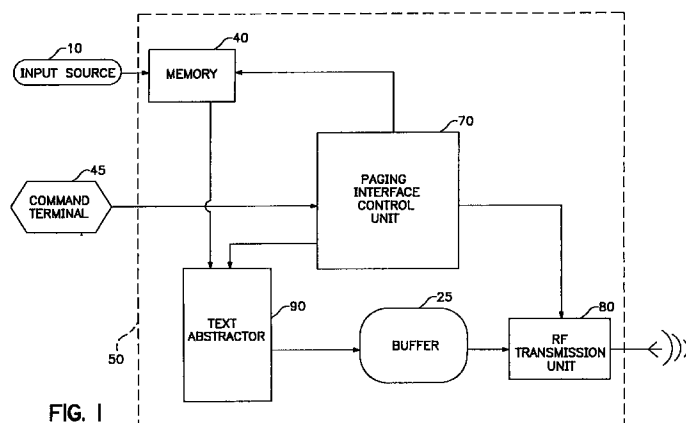 10
INPUT SOURCE
40
MEMORY
70
PAGING
INTERFACE
CONTROL
UNIT
45
COMMAND
TERMINAL
90
TEXT
ABSTRACTOR
25
BUFFER
80
RF
TRANSMISSION
UNIT
50
FIG. 1